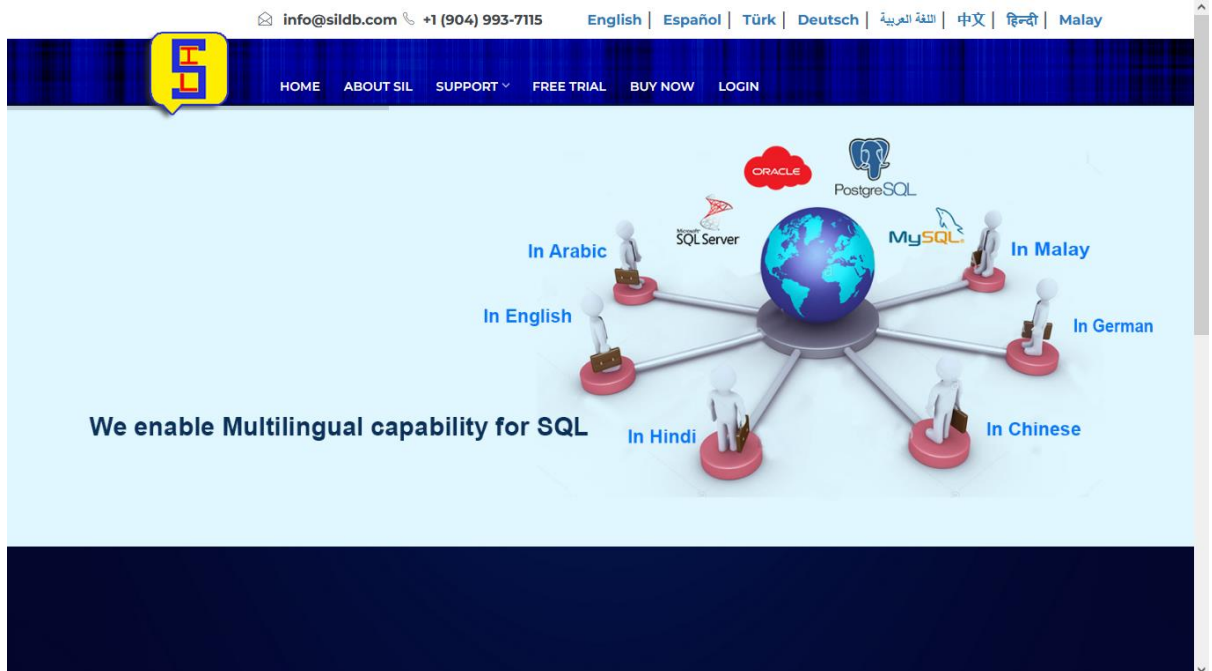 info@sildb.com +1 (904) 993-7115 English | Español | Türk | Deutsch | اللغة العربية | 中文 | हिन्दी | Malay
SIL
HOME ABOUT SIL SUPPORT FREE TRIAL BUY NOW LOGIN
ORACLE
PostgreSQL
Microsoft
SQL Server
MySQL
In Arabic
In Malay
In English
In German
We enable Multilingual capability for SQL
In Hindi
In Chinese